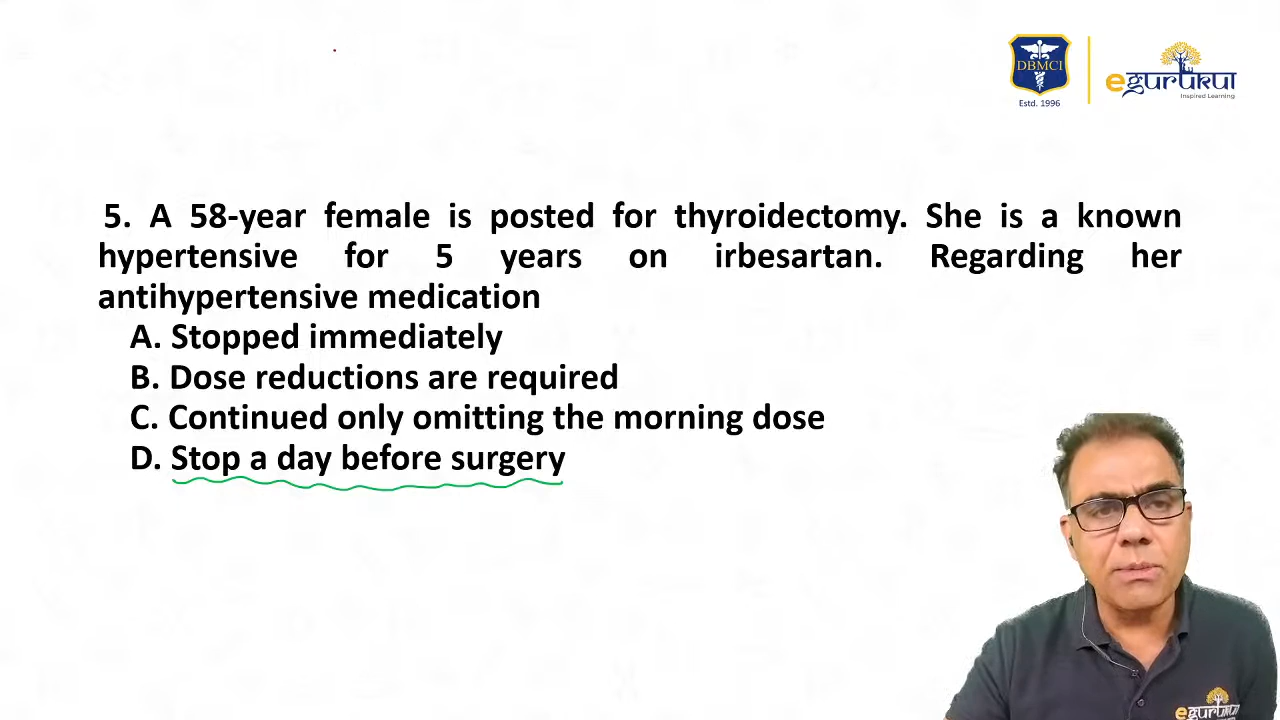 DBMCI
Estd. 1996
egurukul
Inspired Learning
5. A 58-year female is posted for thyroidectomy. She is a known
hypertensive for 5 years on irbesartan. Regarding her
antihypertensive medication
A. Stopped immediately
B. Dose reductions are required
C. Continued only omitting the morning dose
D. Stop a day before surgery
egurukul